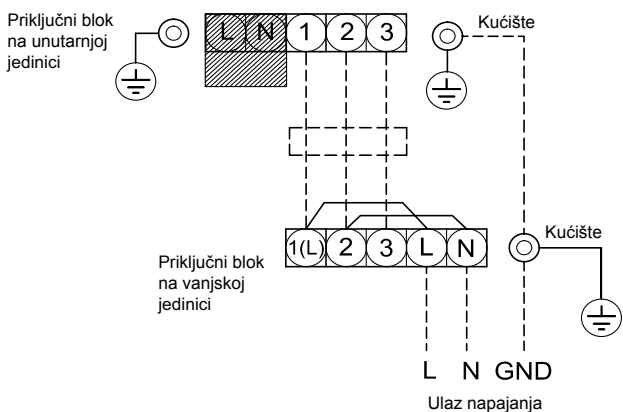 Priključni blok
na unutarnjoj
jedinici
L N 1 2 3
Kućište
1(L) 2 3 L N
Kućište
Priključni blok
na vanjskoj
jedinici
L N GND
Ulaz napajanja